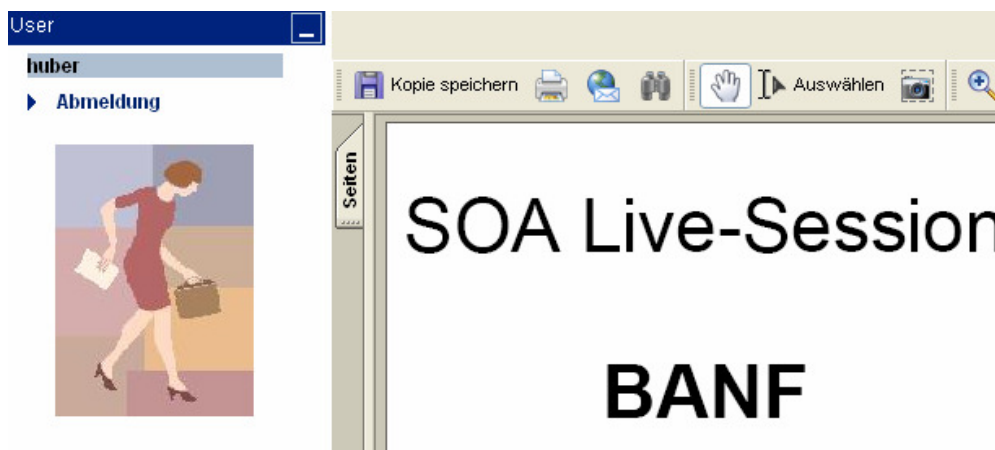 User
huber
Abmeldung
Kopie speichern
Auswählen
Seiten
SOA Live-Session
BANF